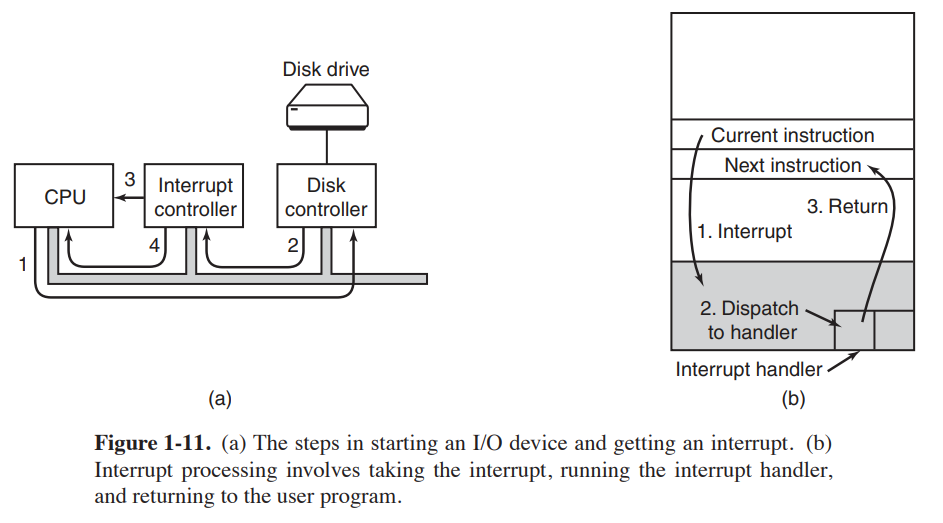 Disk drive
CPU
3
Interrupt
controller
Disk
controller
1
4
2
(a)
Current instruction
Next instruction
3. Return
1. Interrupt
2. Dispatch
to handler
Interrupt handler
(b)
Figure 1-11. (a) The steps in starting an I/O device and getting an interrupt. (b)
Interrupt processing involves taking the interrupt, running the interrupt handler,
and returning to the user program.